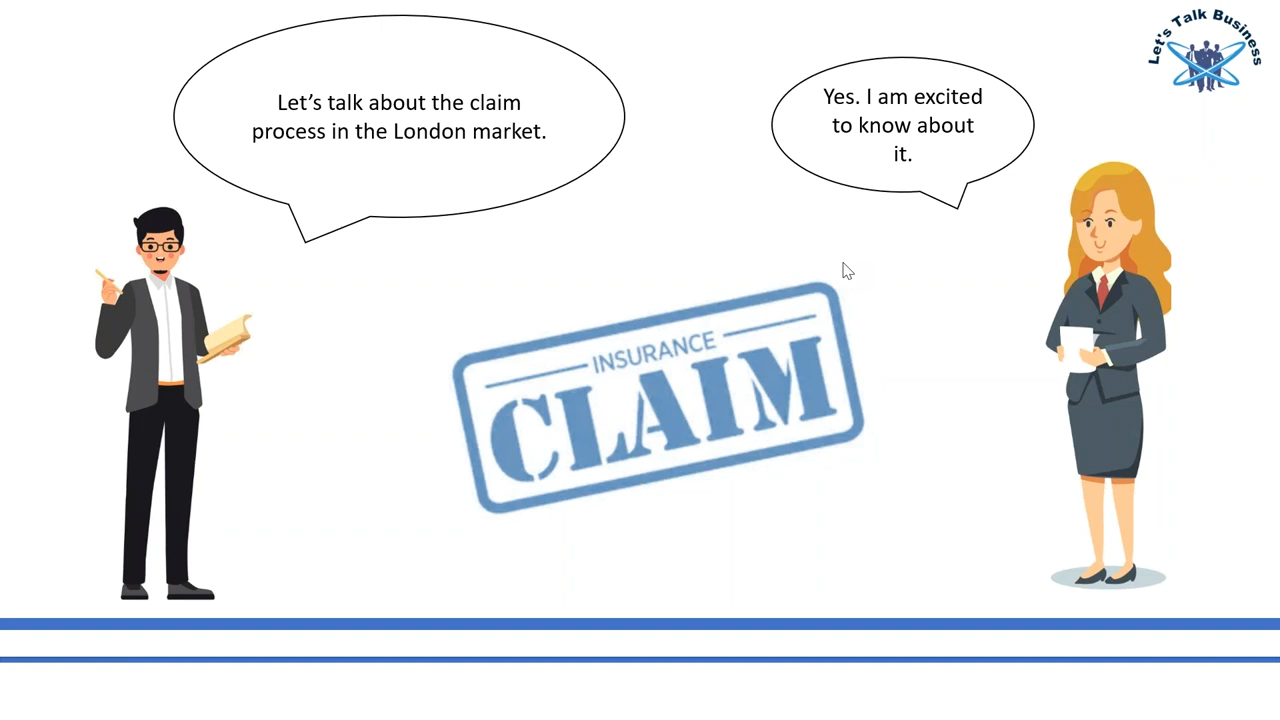 Let's Talk Business
Let’s talk about the claim
process in the London market.
Yes. I am excited
to know about
it.
INSURANCE
CLAIM